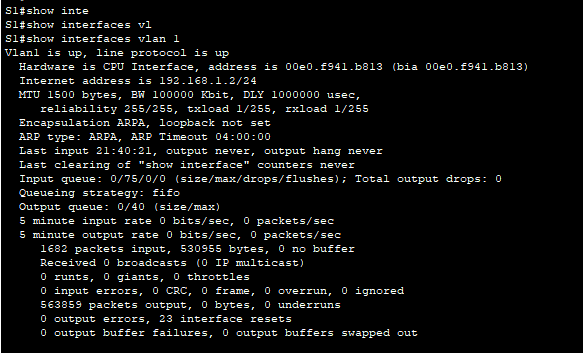 S1#show inte
S1#show interfaces vl
S1#show interfaces vlan 1
Vlan1 is up, line protocol is up
Hardware is CPU Interface, address is 00e0.f941.b813 (bia 00e0.f941.b813)
Internet address is 192.168.1.2/24
MTU 1500 bytes, BW 100000 Kbit, DLY 1000000 usec,
reliability 255/255, txload 1/255, rxload 1/255
Encapsulation ARPA, loopback not set
ARP type: ARPA, ARP Timeout 04:00:00
Last input 21:40:21, output never, output hang never
Last clearing of "show interface" counters never
Input queue: 0/75/0/0 (size/max/drops/flushes); Total output drops: 0
Queueing strategy: fifo
Output queue: 0/40 (size/max)
5 minute input rate 0 bits/sec, 0 packets/sec
5 minute output rate 0 bits/sec, 0 packets/sec
1682 packets input, 530955 bytes, 0 no buffer
Received 0 broadcasts (0 IP multicast)
0 runts, 0 giants, 0 throttles
0 input errors, 0 CRC, 0 frame, 0 overrun, 0 ignored
563859 packets output, 0 bytes, 0 underruns
0 output errors, 23 interface resets
0 output buffer failures, 0 output buffers swapped out